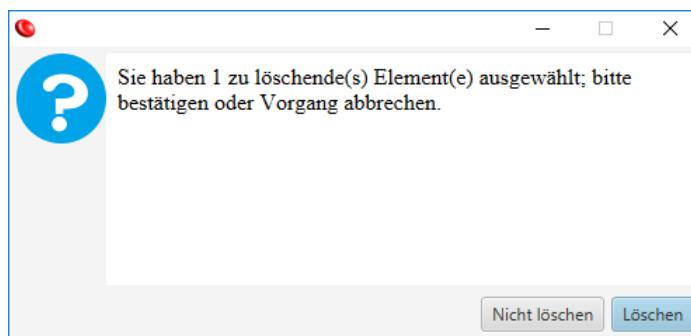 Sie haben 1 zu löschende(s) Element(e) ausgewählt; bitte
bestätigen oder Vorgang abbrechen.
Nicht löschen
Löschen